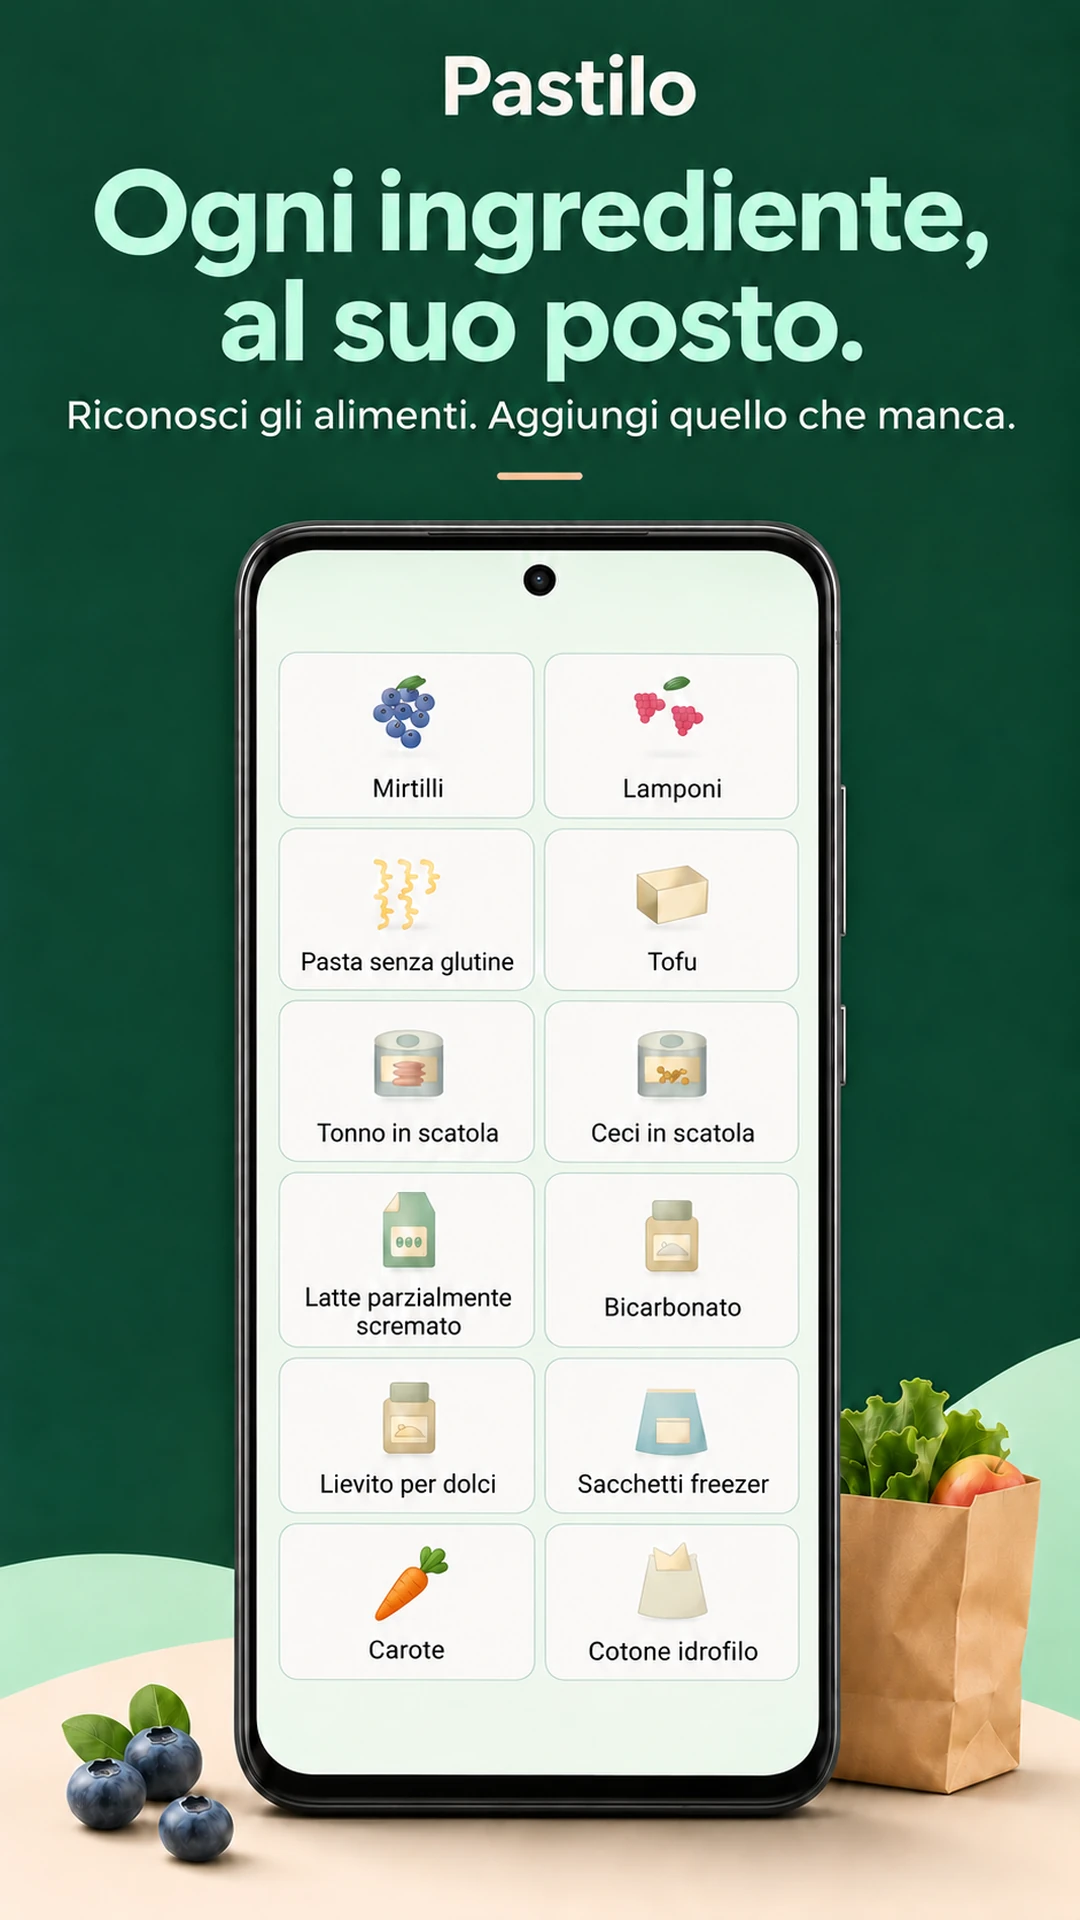 Pastilo
Ogni ingrediente,
al suo posto.
Riconosci gli alimenti. Aggiungi quello che manca.
Mirtilli
Lamponi
Pasta senza glutine
Tofu
Tonno in scatola
Ceci in scatola
Latte parzialmente
scremato
Bicarbonato
Lievito per dolci
Sacchetti freezer
Carote
Cotone idrofilo